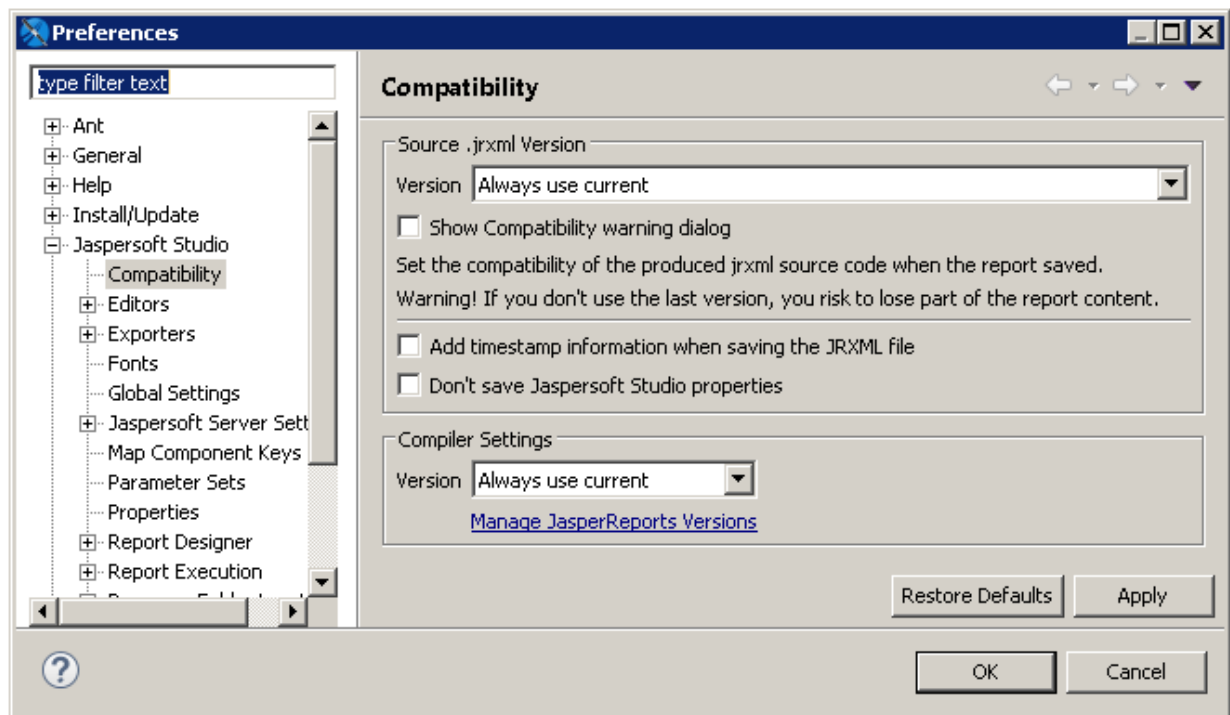 Preferences
type filter text
Ant
General
Help
Install/Update
Jaspersoft Studio
Compatibility
Editors
Exporters
Fonts
Global Settings
Jaspersoft Server Sett
Map Component Keys
Parameter Sets
Properties
Report Designer
Report Execution
Compatibility
Source .jrxml Version
Version Always use current
Show Compatibility warning dialog
Set the compatibility of the produced jrxml source code when the report saved.
Warning! If you don't use the last version, you risk to lose part of the report content.
Add timestamp information when saving the JRXML file
Don't save Jaspersoft Studio properties
Compiler Settings
Version Always use current
Manage JasperReports Versions
Restore Defaults Apply
OK Cancel